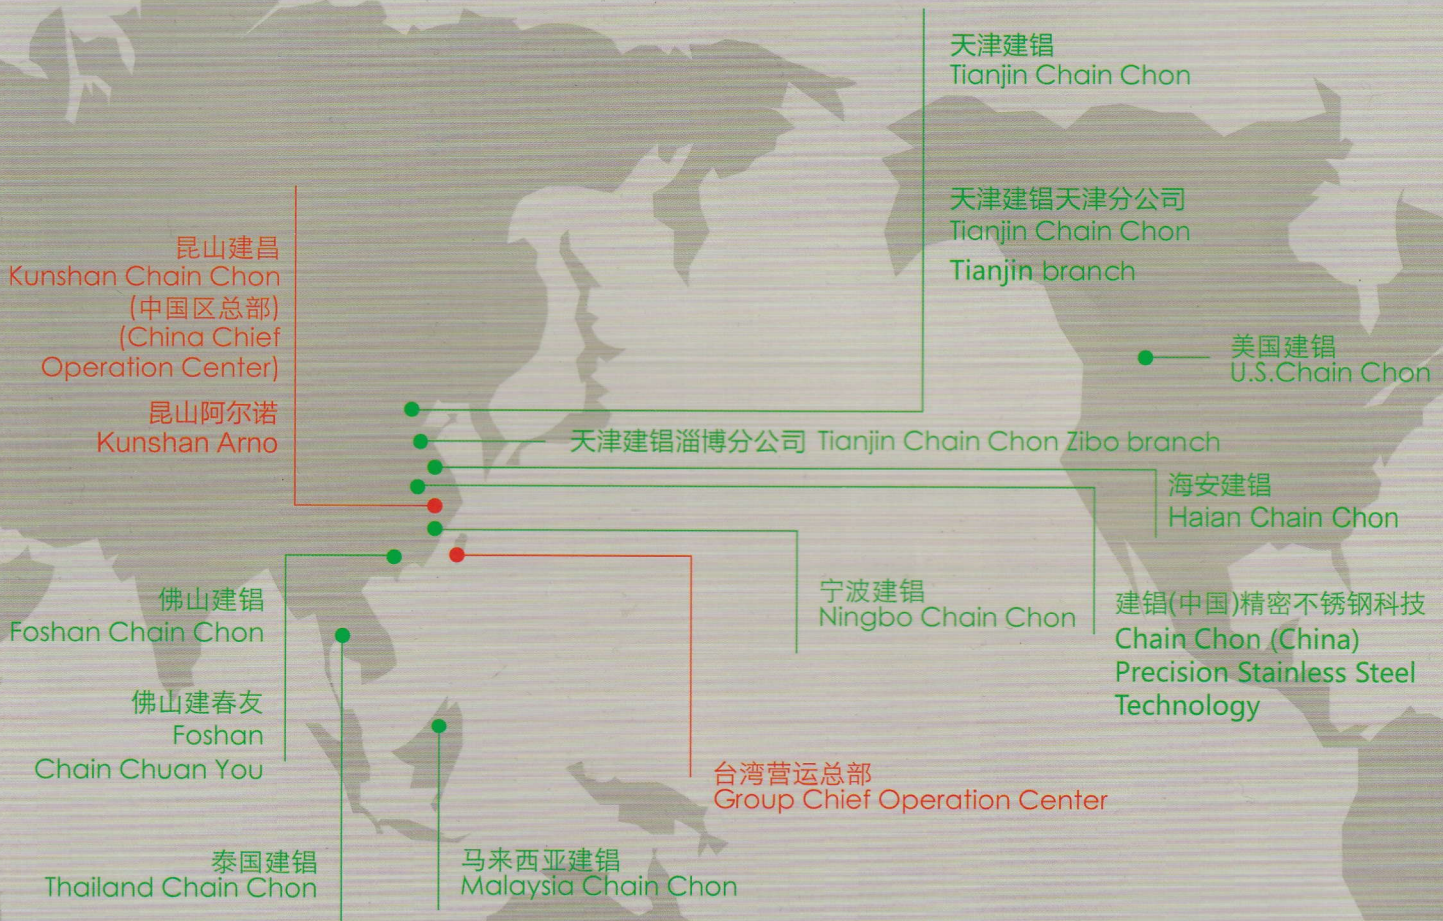 天津建锠
Tianjin Chain Chon
天津建锠天津分公司
Tianjin Chain Chon
Tianjin branch
昆山建昌
Kunshan Chain Chon
(中国区总部)
(China Chief
Operation Center)
昆山阿尔诺
Kunshan Arno
美国建锠
U.S.Chain Chon
天津建锠淄博分公司 Tianjin Chain Chon Zibo branch
海安建锠
Haian Chain Chon
宁波建锠
Ningbo Chain Chon
建锠(中国)精密不锈钢科技
Chain Chon (China)
Precision Stainless Steel
Technology
佛山建锠
Foshan Chain Chon
佛山建春友
Foshan
Chain Chuan You
台湾营运总部
Group Chief Operation Center
泰国建锠
Thailand Chain Chon
马来西亚建锠
Malaysia Chain Chon